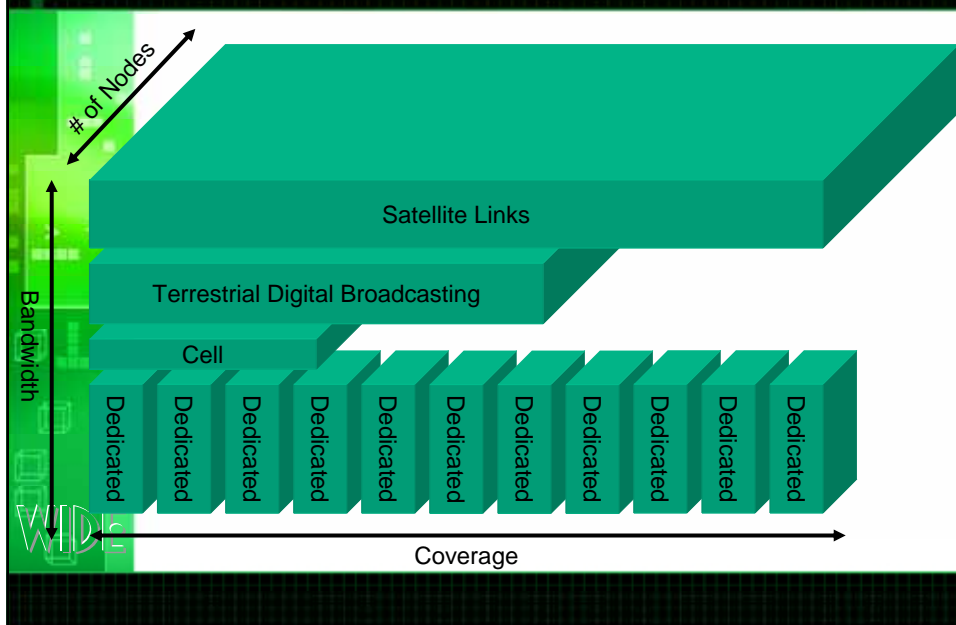 # of Nodes
Satellite Links
Terrestrial Digital Broadcasting
Cell
Bandwidth
Dedicated
Dedicated
Dedicated
Dedicated
Dedicated
Dedicated
Dedicated
Dedicated
Dedicated
Dedicated
Dedicated
WIDE
Coverage